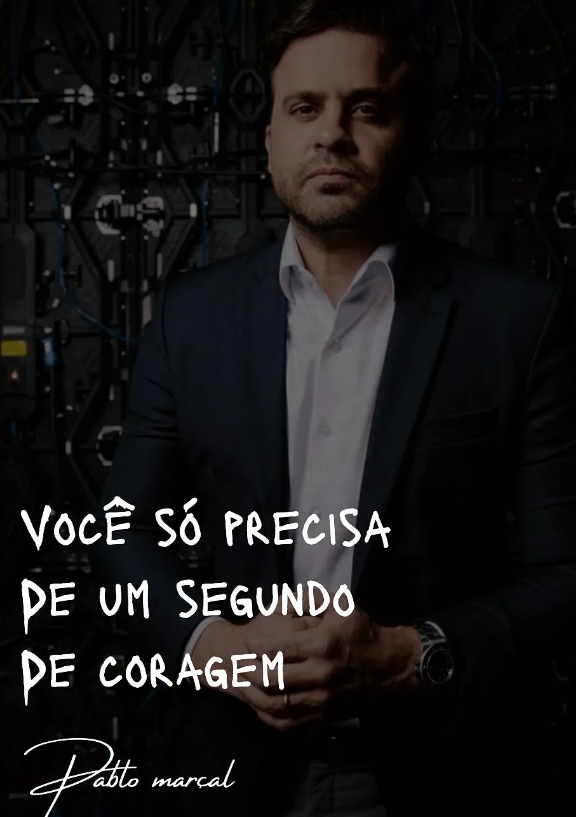 VOCÊ SÓ PRECISA
DE UM SEGUNDO
DE CORAGEM
Pablo marçal